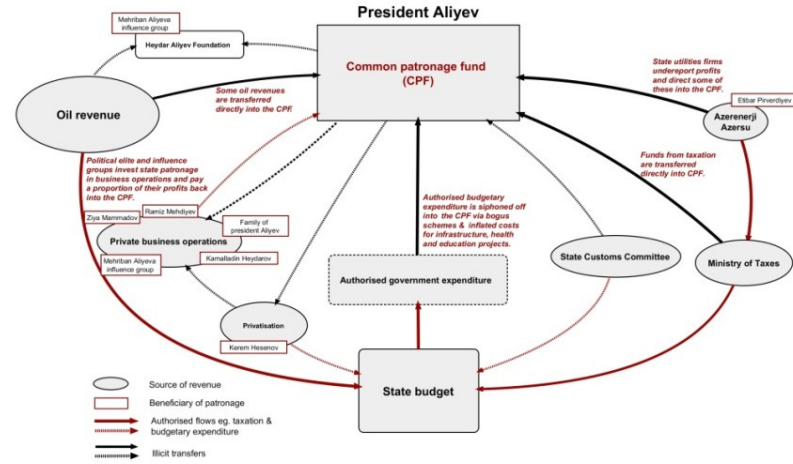 President Aliyev
Mehriban Aliyeva
influence group
Heydar Aliyev Foundation
Common patronage fund
(CPF)
State utilities firms
underreport profits
and direct some of
these into the CPF.
Etibar Pirverdiyev
Azerenerji
Azersu
Oil revenue
Some oil revenues
are transferred
directly into the CPF.
Political elite and influence
groups invest state patronage
in business operations and pay
a proportion of their profits back
into the CPF.
Funds from taxation are
transferred
directly into CPF.
Authorised budgetary
expenditure is siphoned off
into the CPF via bogus
schemes & inflated costs
for infrastructure, health
and education projects.
Ziya Mammadov
Ramiz Mehdiyev
Family of
president Aliyev
Private business operations
Mehriban Aliyeva
influence group
Kamalladin Heydarov
State Customs Committee
Ministry of Taxes
Authorised government expenditure
Privatisation
Kerem Hesenov
State budget
Source of revenue
Beneficiary of patronage
Authorised flows eg. taxation &
budgetary expenditure
Illicit transfers